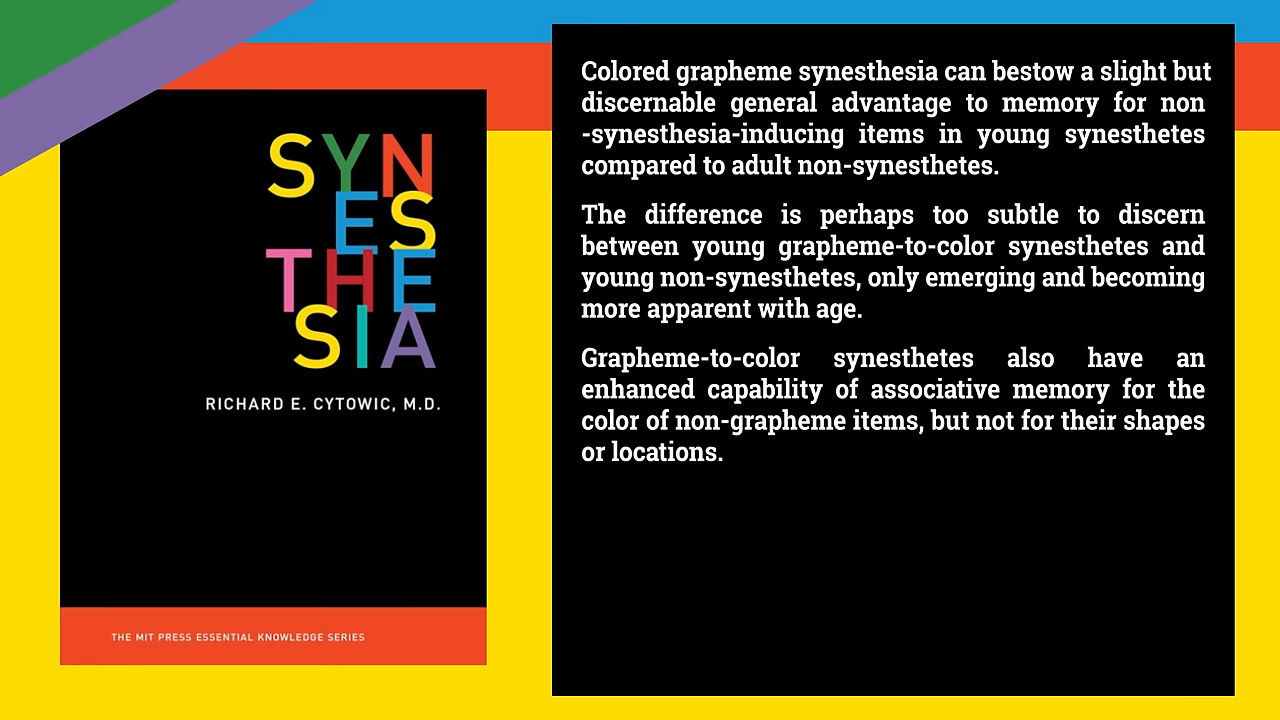 SYN
ES
THE
SIA
RICHARD E. CYTOWIC, M.D.
THE MIT PRESS ESSENTIAL KNOWLEDGE SERIES
Colored grapheme synesthesia can bestow a slight but
discernable general advantage to memory for non
-synesthesia-inducing items in young synesthetes
compared to adult non-synesthetes.
The difference is perhaps too subtle to discern
between young grapheme-to-color synesthetes and
young non-synesthetes, only emerging and becoming
more apparent with age.
Grapheme-to-color synesthetes also have an
enhanced capability of associative memory for the
color of non-grapheme items, but not for their shapes
or locations.